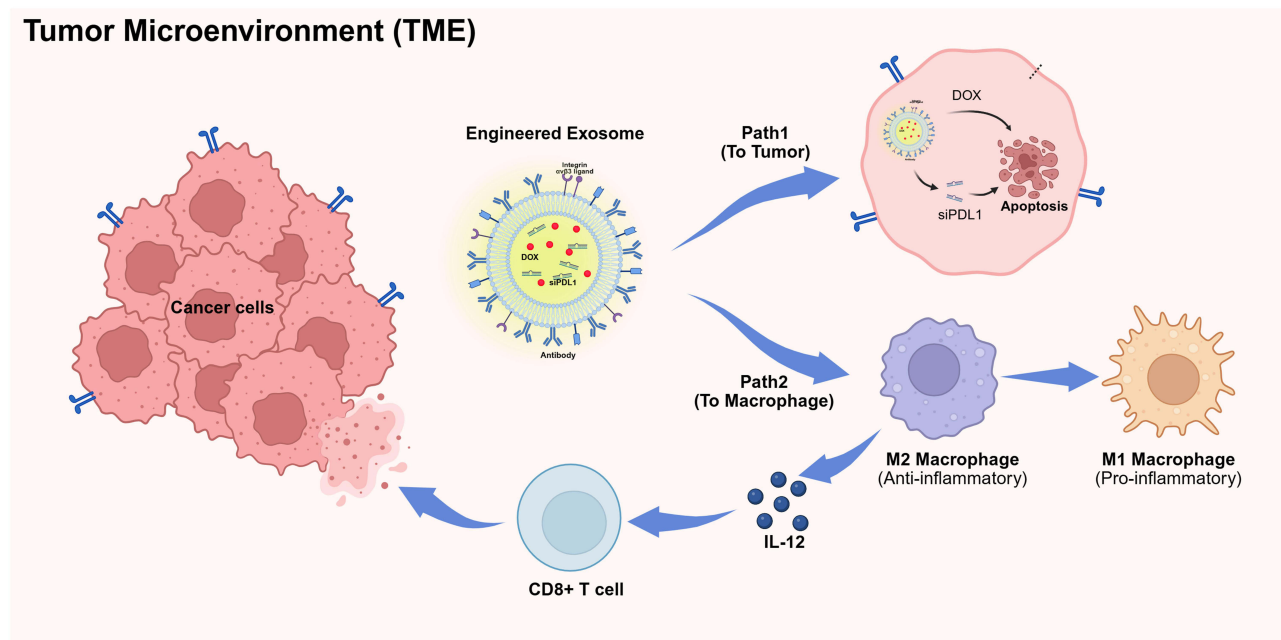 Tumor Microenvironment (TME)
Engineered Exosome
Integrin
αvβ3 ligand
DOX
siPDL1
Antibody
Cancer cells
Path1
(To Tumor)
DOX
siPDL1
Apoptosis
Path2
(To Macrophage)
M2 Macrophage
(Anti-inflammatory)
M1 Macrophage
(Pro-inflammatory)
IL-12
CD8+ T cell